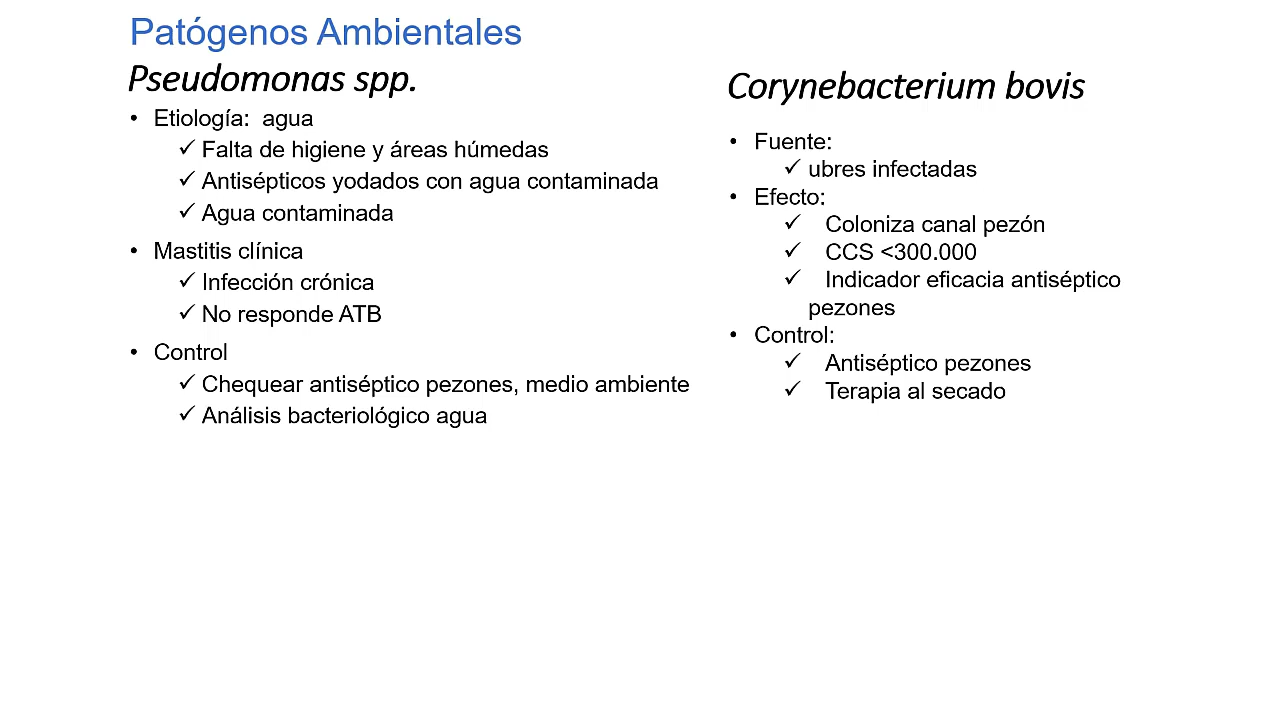 Patógenos Ambientales
Pseudomonas spp.
• Etiología: agua
✓ Falta de higiene y áreas húmedas
✓ Antisépticos yodados con agua contaminada
✓ Agua contaminada
• Mastitis clínica
✓ Infección crónica
✓ No responde ATB
• Control
✓ Chequear antiséptico pezones, medio ambiente
✓ Análisis bacteriológico agua
Corynebacterium bovis
• Fuente:
✓ ubres infectadas
• Efecto:
✓ Coloniza canal pezón
✓ CCS <300.000
✓ Indicador eficacia antiséptico
pezones
• Control:
✓ Antiséptico pezones
✓ Terapia al secado